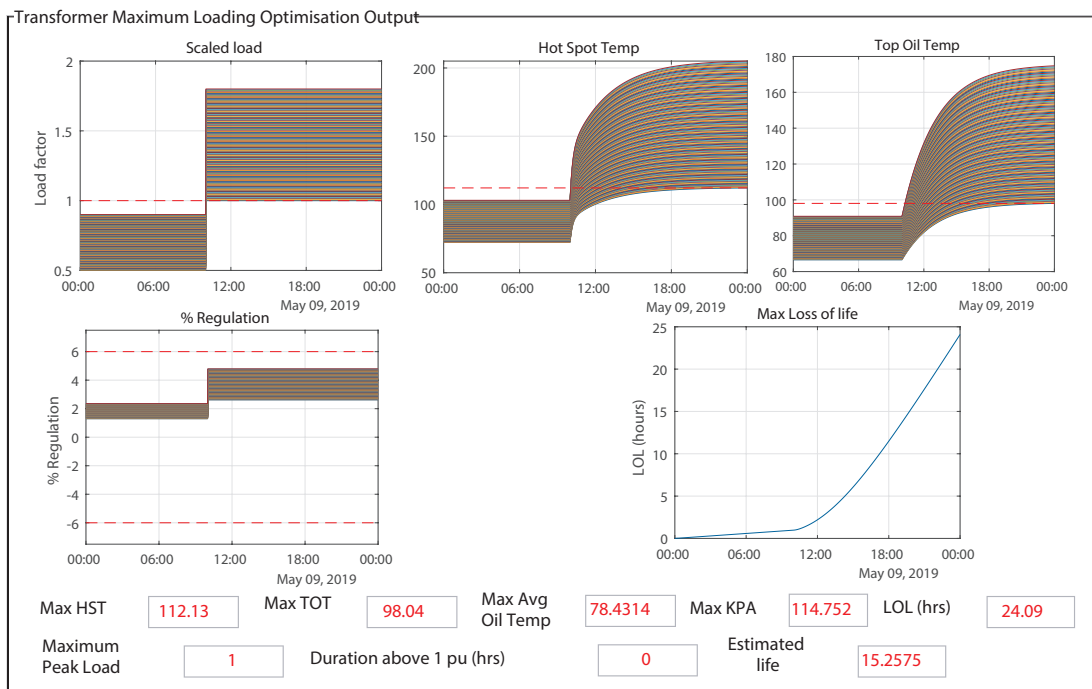 Transformer Maximum Loading Optimisation Output
Scaled load
2
1.5
1
0.5
Load factor
00:00 06:00 12:00 18:00 00:00
May 09, 2019
Hot Spot Temp
200
150
100
50
00:00 06:00 12:00 18:00 00:00
May 09, 2019
Top Oil Temp
180
160
140
120
100
80
60
00:00 06:00 12:00 18:00 00:00
May 09, 2019
% Regulation
6
4
2
0
-2
-4
-6
% Regulation
00:00 06:00 12:00 18:00 00:00
May 09, 2019
Max Loss of life
25
20
15
10
5
0
LOL (hours)
00:00 06:00 12:00 18:00 00:00
May 09, 2019
Max HST 112.13
Max TOT 98.04
Max Avg
Oil Temp 78.4314
Max KPA 114.752
LOL (hrs) 24.09
Maximum
Peak Load 1
Duration above 1 pu (hrs) 0
Estimated
life 15.2575